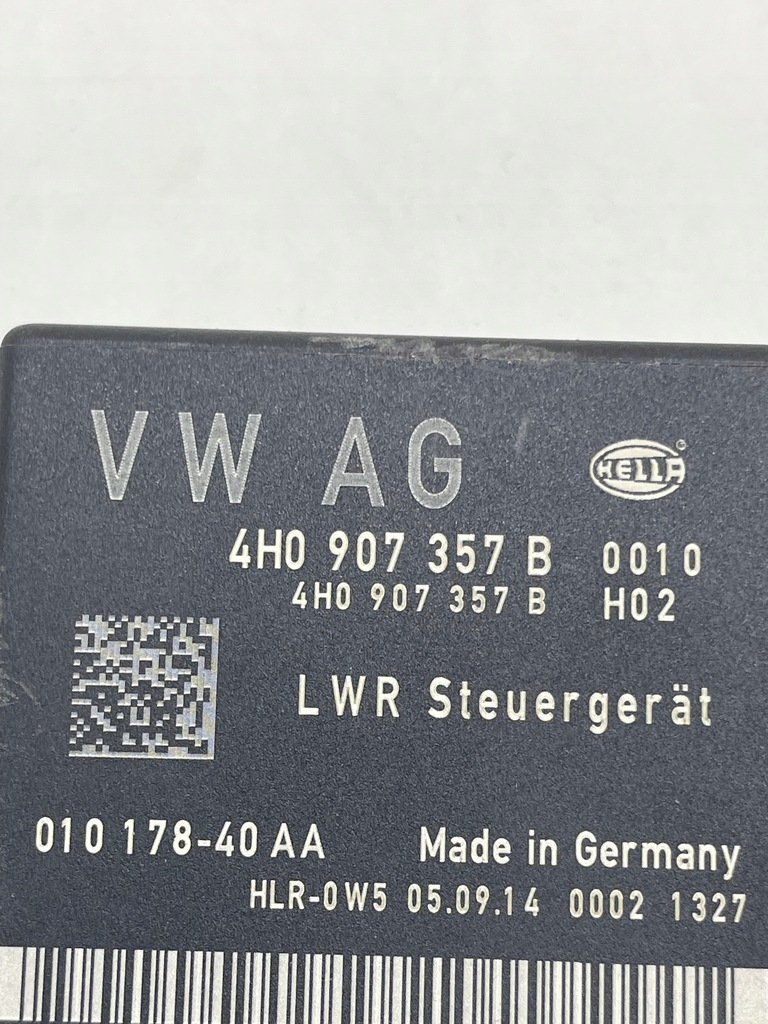 VW AG HELLA®
4H0 907 357 B 0010
4H0 907 357 B H02
LWR Steuergerät
010 178-40 AA Made in Germany
HLR-0W5 05.09.14 0002 1327